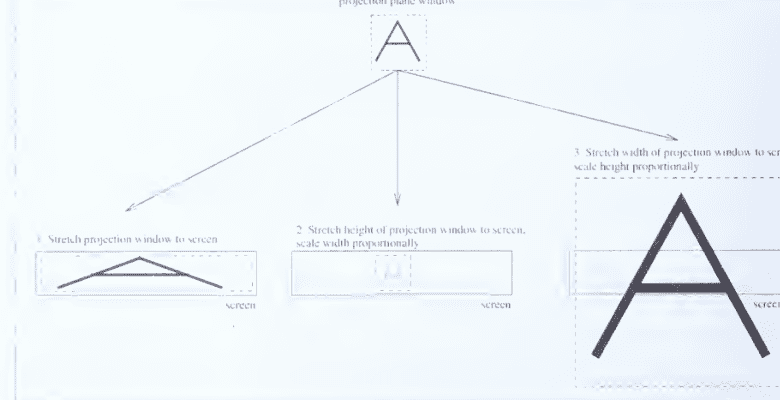 projection plane window
A
3 Stretch width of projection window to scr
scale height proportionally
1 Stretch projection window to screen
2 Stretch height of projection window to screen,
scale width proportionally
A
A
screen
screen
screen